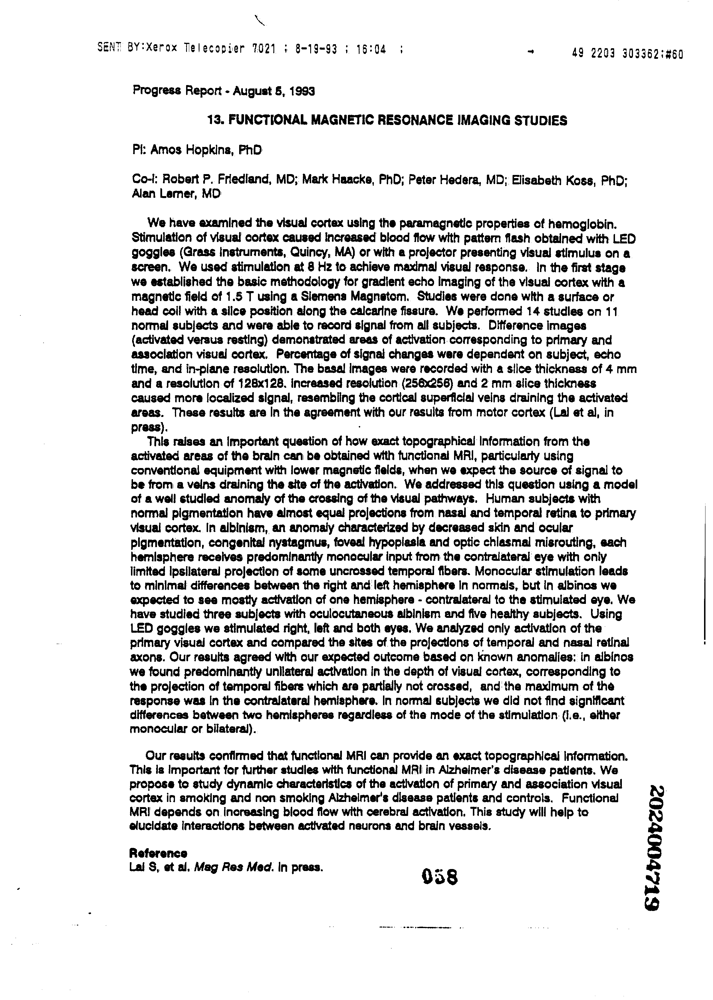 SENT BY:Xerox Telecopier 7021 ; 8-19-93 ; 16:04 ; → 49 2203 303362;#60
Progress Report - August 5, 1993
13. FUNCTIONAL MAGNETIC RESONANCE IMAGING STUDIES
PI: Amos Hopkins, PhD
Co-I: Robert P. Friedland, MD; Mark Haacke, PhD; Peter Hedera, MD; Elisabeth Koss, PhD;
Alan Lerner, MD
We have examined the visual cortex using the paramagnetic properties of hemoglobin.
Stimulation of visual cortex caused increased blood flow with pattern flash obtained with LED
goggles (Grass Instruments, Quincy, MA) or with a projector presenting visual stimulus on a
screen. We used stimulation at 8 Hz to achieve maximal visual response. In the first stage
we established the basic methodology for gradient echo imaging of the visual cortex with a
magnetic field of 1.5 T using a Siemens Magnetom. Studies were done with a surface or
head coil with a slice position along the calcarine fissure. We performed 14 studies on 11
normal subjects and were able to record signal from all subjects. Difference images
(activated versus resting) demonstrated areas of activation corresponding to primary and
association visual cortex. Percentage of signal changes were dependent on subject, echo
time, and in-plane resolution. The basal images were recorded with a slice thickness of 4 mm
and a resolution of 128x128. Increased resolution (256x256) and 2 mm slice thickness
caused more localized signal, resembling the cortical superficial veins draining the activated
areas. These results are in the agreement with our results from motor cortex (Lal et al, in
press).
This raises an important question of how exact topographical information from the
activated areas of the brain can be obtained with functional MRI, particularly using
conventional equipment with lower magnetic fields, when we expect the source of signal to
be from a veins draining the site of the activation. We addressed this question using a model
of a well studied anomaly of the crossing of the visual pathways. Human subjects with
normal pigmentation have almost equal projections from nasal and temporal retina to primary
visual cortex. In albinism, an anomaly characterized by decreased skin and ocular
pigmentation, congenital nystagmus, foveal hypoplasia and optic chiasmal misrouting, each
hemisphere receives predominantly monocular input from the contralateral eye with only
limited ipsilateral projection of some uncrossed temporal fibers. Monocular stimulation leads
to minimal differences between the right and left hemisphere in normals, but in albinos we
expected to see mostly activation of one hemisphere - contralateral to the stimulated eye. We
have studied three subjects with oculocutaneous albinism and five healthy subjects. Using
LED goggles we stimulated right, left and both eyes. We analyzed only activation of the
primary visual cortex and compared the sites of the projections of temporal and nasal retinal
axons. Our results agreed with our expected outcome based on known anomalies: in albinos
we found predominantly unilateral activation in the depth of visual cortex, corresponding to
the projection of temporal fibers which are partially not crossed, and the maximum of the
response was in the contralateral hemisphere. In normal subjects we did not find significant
differences between two hemispheres regardless of the mode of the stimulation (i.e., either
monocular or bilateral).
Our results confirmed that functional MRI can provide an exact topographical information.
This is important for further studies with functional MRI in Alzheimer's disease patients. We
propose to study dynamic characteristics of the activation of primary and association visual
cortex in smoking and non smoking Alzheimer's disease patients and controls. Functional
MRI depends on increasing blood flow with cerebral activation. This study will help to
elucidate interactions between activated neurons and brain vessels.
Reference
Lal S, et al. Mag Res Med. In press.
058
2024004719